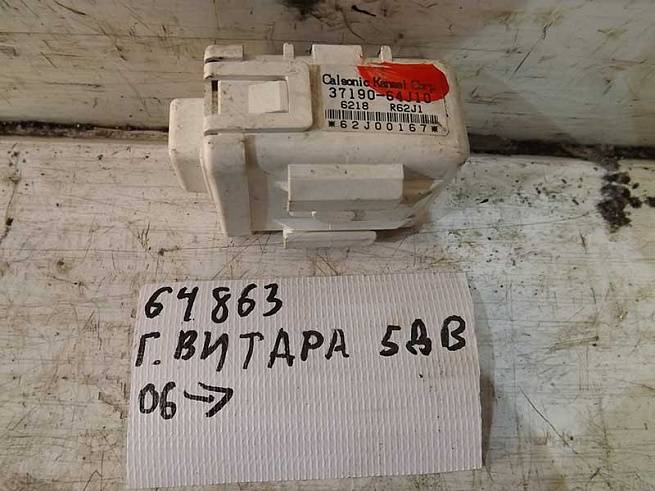 Calsonic Kansei Corp.
37190-64J10
6218 R62J1
*62J00167*
64863
Г. ВИТАРА 5ДВ
06→